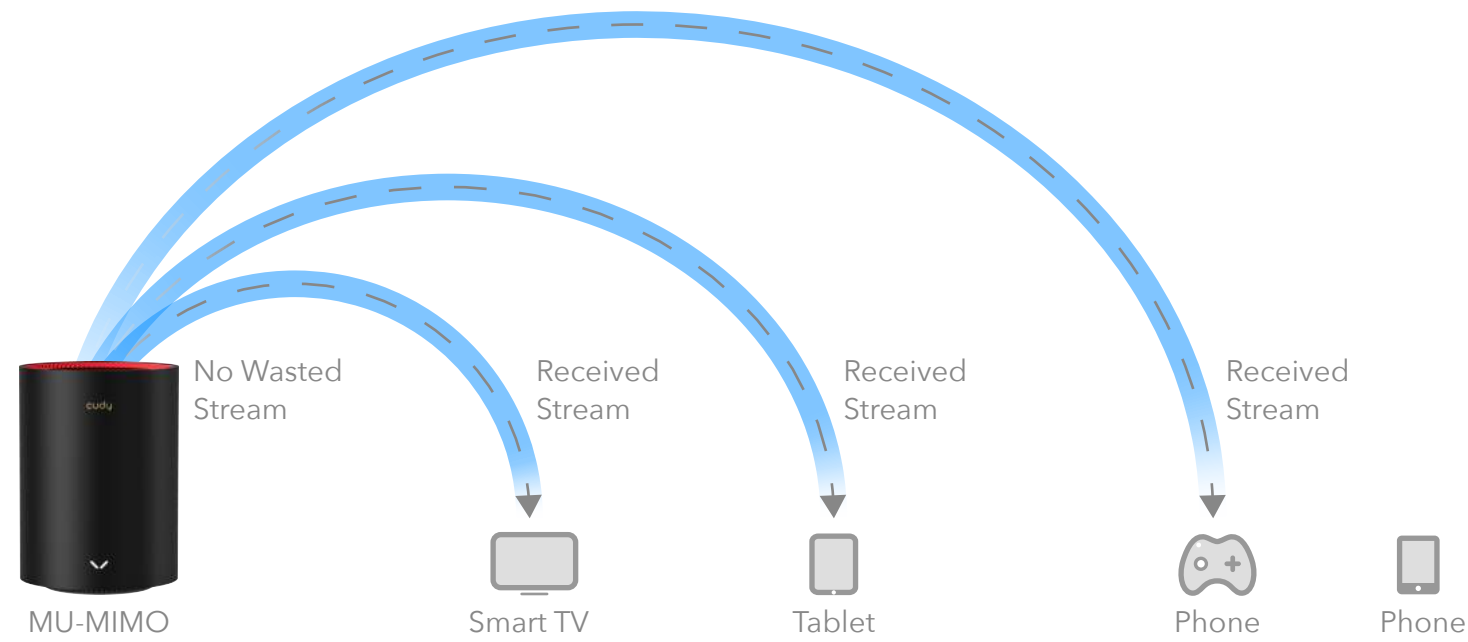 No Wasted
Stream
Received
Stream
Received
Stream
Received
Stream
cudy
MU-MIMO
Smart TV
Tablet
Phone
Phone